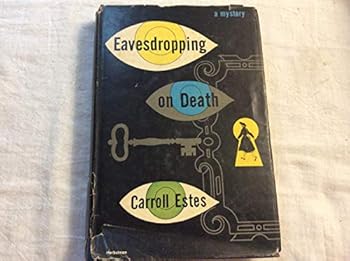 a mystery
Eavesdropping
on Death
Carroll Estes